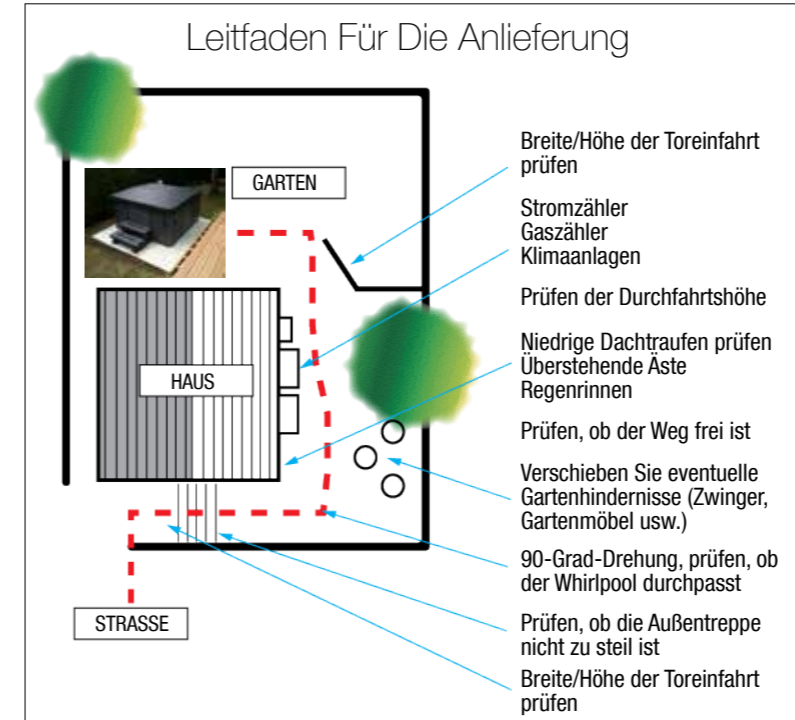 Leitfaden Für Die Anlieferung
GARTEN
HAUS
STRASSE
Breite/Höhe der Toreinfahrt
prüfen
Stromzähler
Gaszähler
Klimaanlagen
Prüfen der Durchfahrtshöhe
Niedrige Dachtraufen prüfen
Überstehende Äste
Regenrinnen
Prüfen, ob der Weg frei ist
Verschieben Sie eventuelle
Gartenhindernisse (Zwinger,
Gartenmöbel usw.)
90-Grad-Drehung, prüfen, ob
der Whirlpool durchpasst
Prüfen, ob die Außentreppe
nicht zu steil ist
Breite/Höhe der Toreinfahrt
prüfen